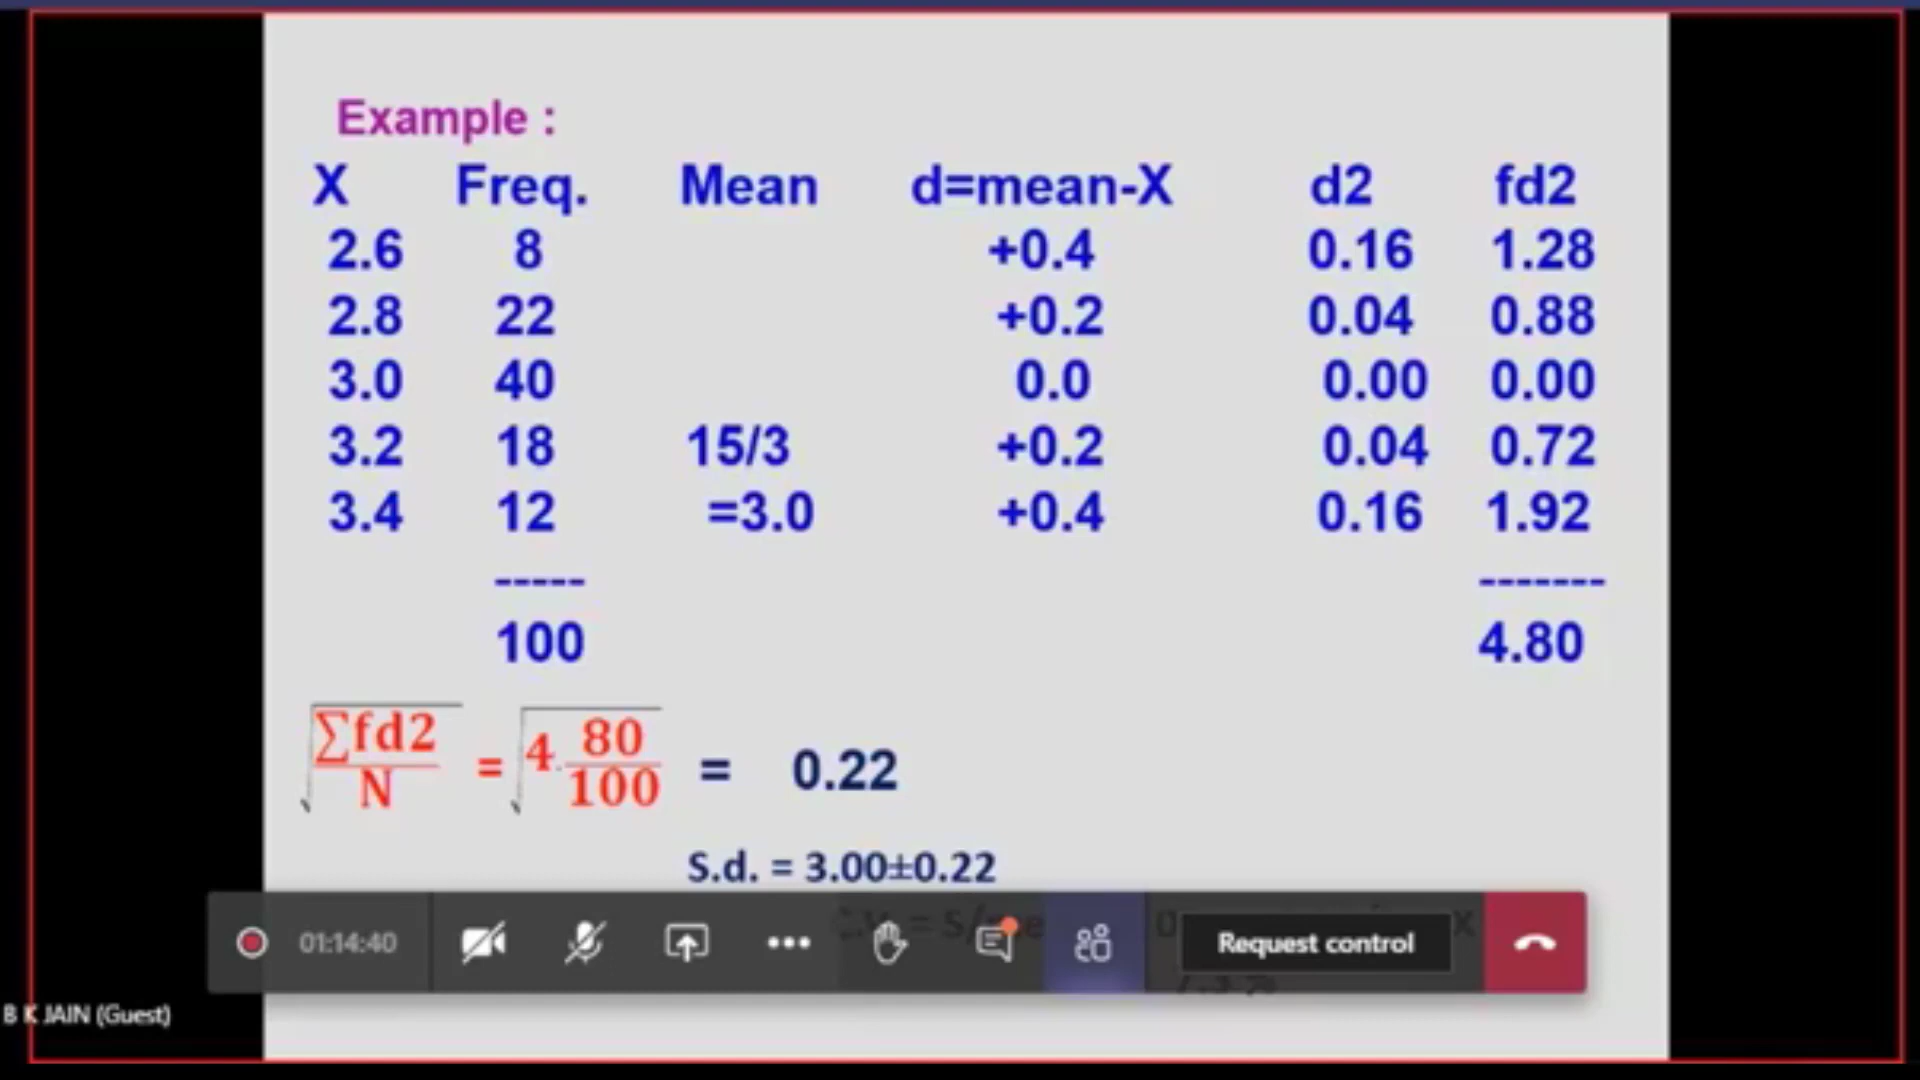 Example :
X Freq. Mean d=mean-X d2 fd2
2.6 8 +0.4 0.16 1.28
2.8 22 +0.2 0.04 0.88
3.0 40 0.0 0.00 0.00
3.2 18 15/3 +0.2 0.04 0.72
3.4 12 =3.0 +0.4 0.16 1.92
----- -------
100 4.80
√∑fd2/N = √4.80/100 = 0.22
S.d. = 3.00±0.22
01:14:40 Request control
B K JAIN (Guest)